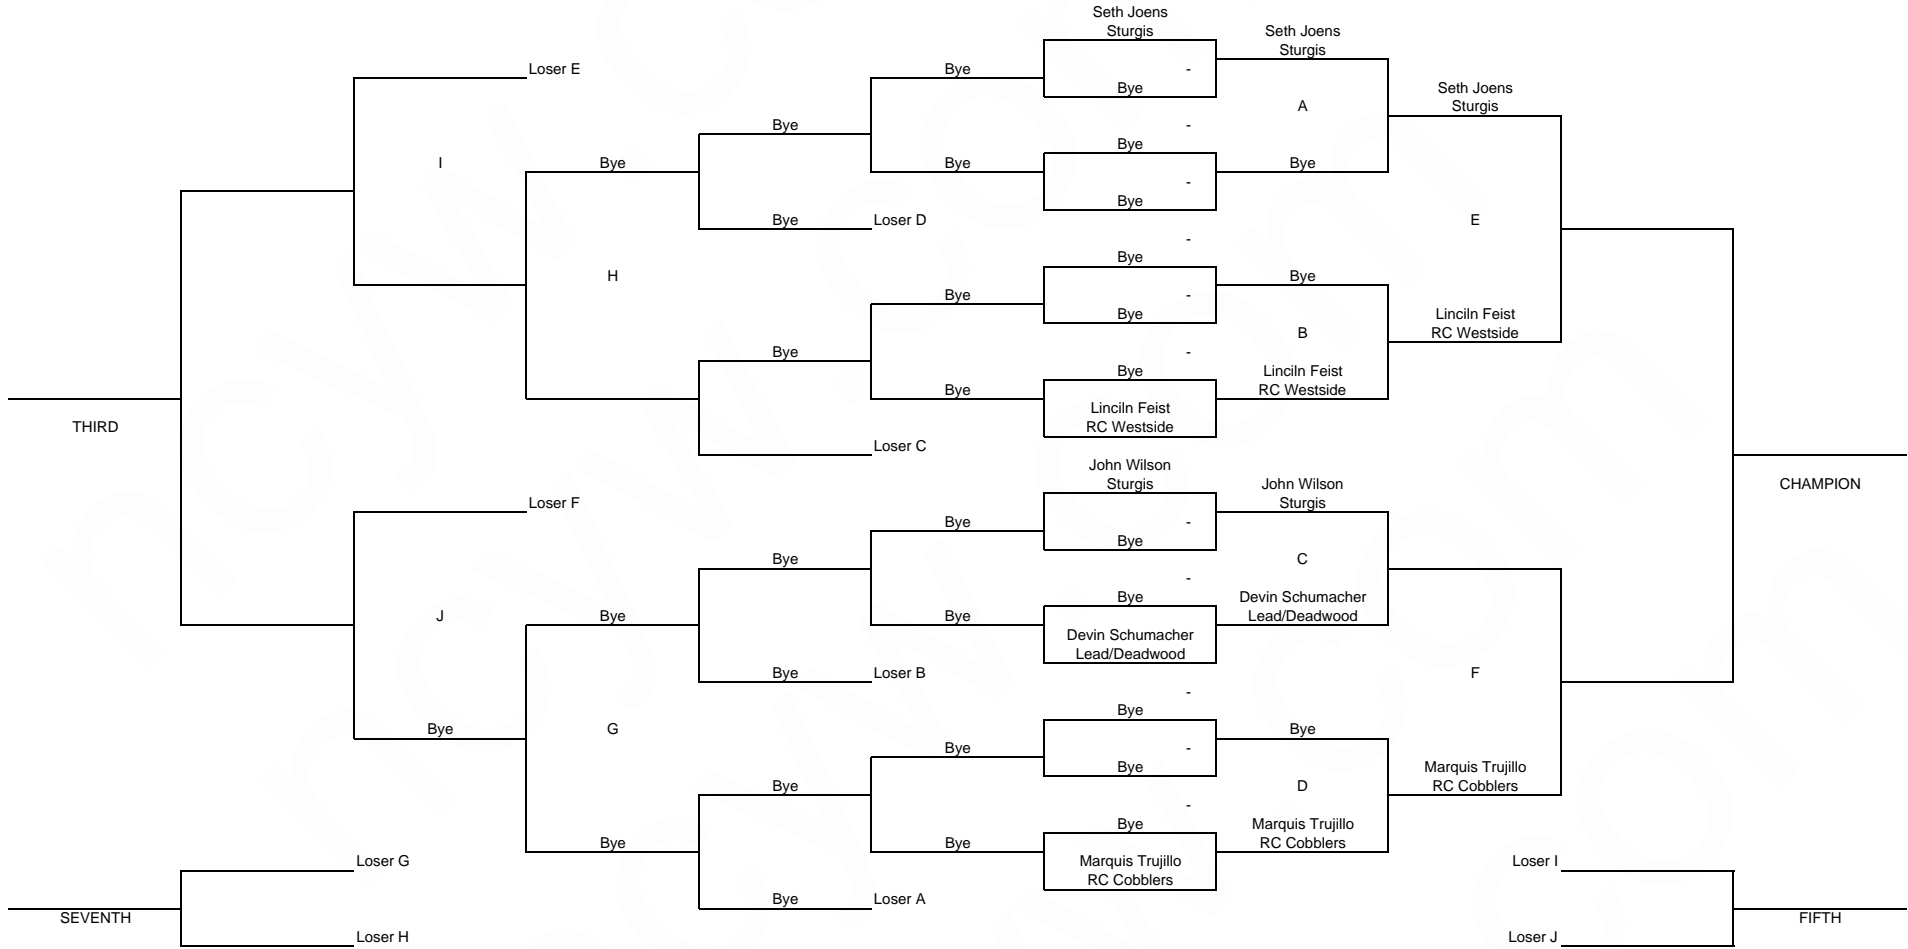 Seth Joens
Sturgis
Seth Joens
Sturgis
Loser E
Bye
-
Bye
Seth Joens
Sturgis
A
Bye
-
Bye
I
Bye
Bye
Bye
-
Bye
Bye
Loser D
E
-
Bye
H
Bye
Bye
-
Bye
Linciln Feist
RC Westside
B
Bye
-
Bye
Linciln Feist
RC Westside
Bye
Linciln Feist
RC Westside
THIRD
Loser C
John Wilson
Sturgis
John Wilson
Sturgis
CHAMPION
Loser F
Bye
-
Bye
Bye
C
-
Bye
Devin Schumacher
Lead/Deadwood
J
Bye
Bye
Devin Schumacher
Lead/Deadwood
Bye
Loser B
F
-
Bye
Bye
G
Bye
Bye
-
Bye
Marquis Trujillo
RC Cobblers
Bye
D
-
Bye
Marquis Trujillo
RC Cobblers
Bye
Bye
Marquis Trujillo
RC Cobblers
Loser G
Loser I
Bye
Loser A
SEVENTH
FIFTH
Loser H
Loser J